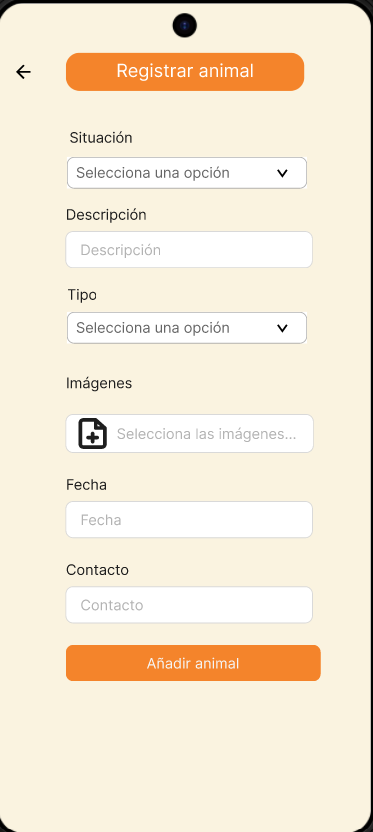 Registrar animal
Situación
Selecciona una opción
Descripción
Descripción
Tipo
Selecciona una opción
Imágenes
Selecciona las imágenes...
Fecha
Fecha
Contacto
Contacto
Añadir animal